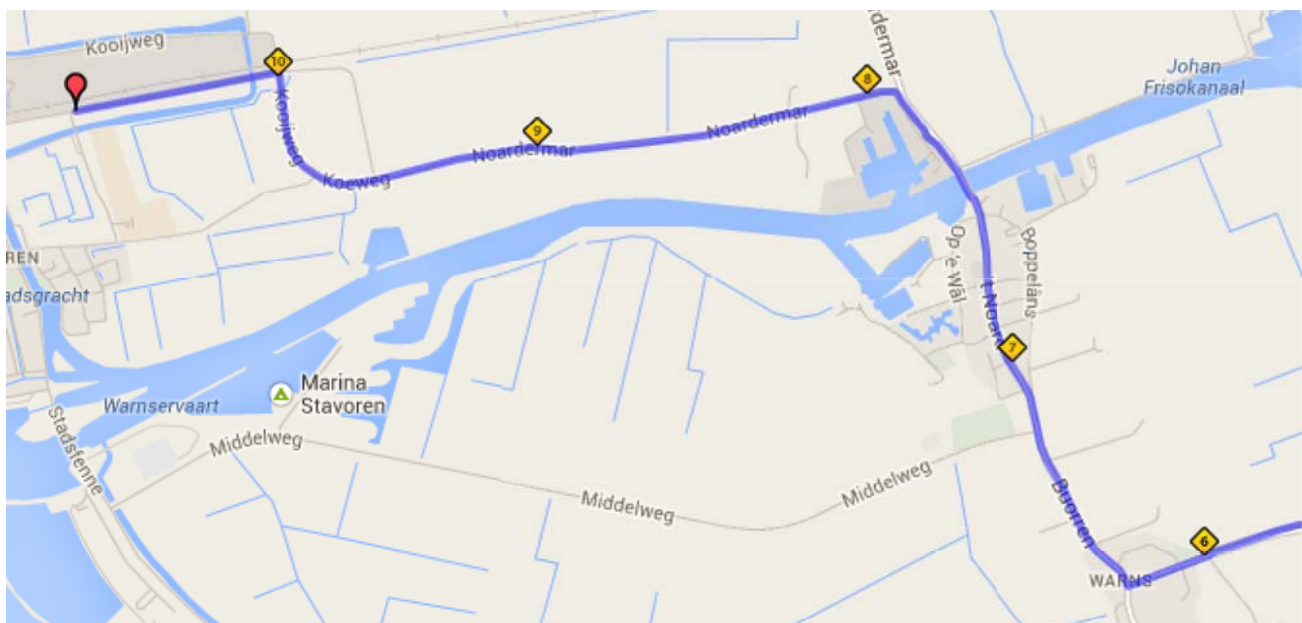 Kooijweg
rdermar
Johan
Frisokanaal
10
8
9
Noardermar
Noardermar
Kooijweg
Koeweg
REN
adsgracht
Op 'e Wâl
Boppelâns
't Noard
7
Marina
Stavoren
Warnservaart
Stadsfenne
Middelweg
Middelweg
Middelweg
Buorren
6
WARNS